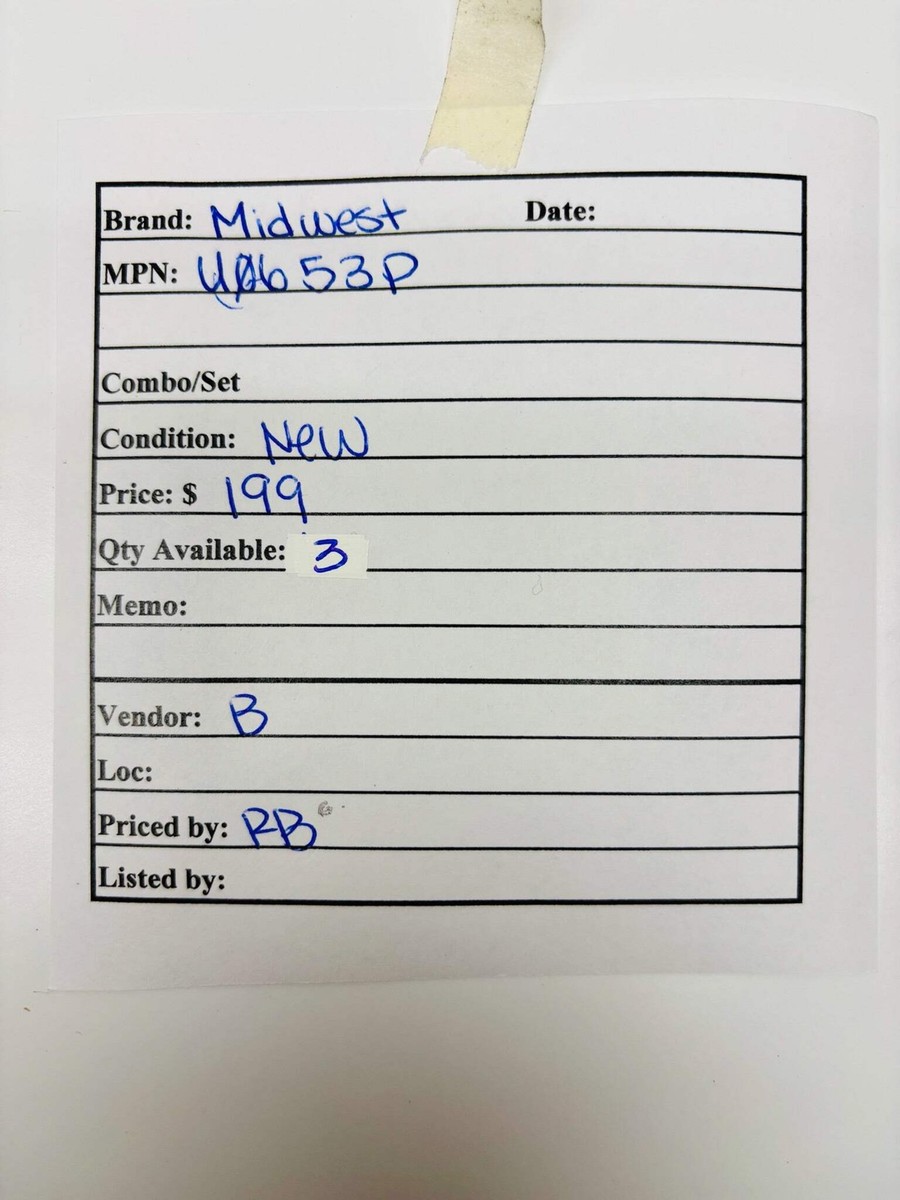 Brand: Midwest Date:
MPN: U0653P
Combo/Set
Condition: New
Price: $ 199
Qty Available: 3
Memo:
Vendor: B
Loc:
Priced by: RB
Listed by: